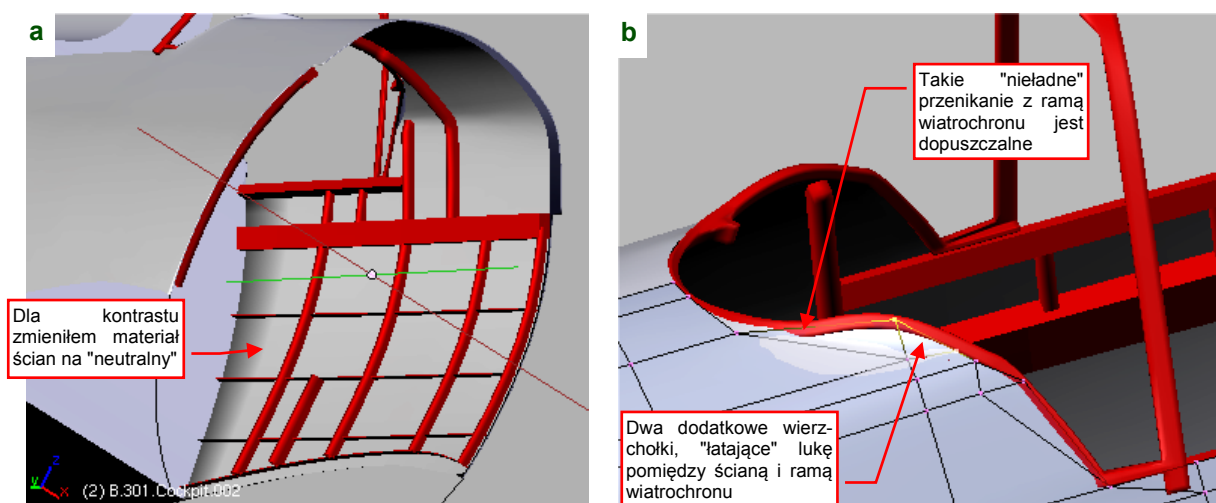 a
Dla kontrastu
zmieniłem materiał
ścian na "neutralny"
y
z
x
(2) B.301.Cockpit.002
b
Takie "nieładne"
przenikanie z ramą
wiatrochronu jest
dopuszczalne
Dwa dodatkowe wierz-
chołki, "łatające" lukę
pomiędzy ścianą i ramą
wiatrochronu